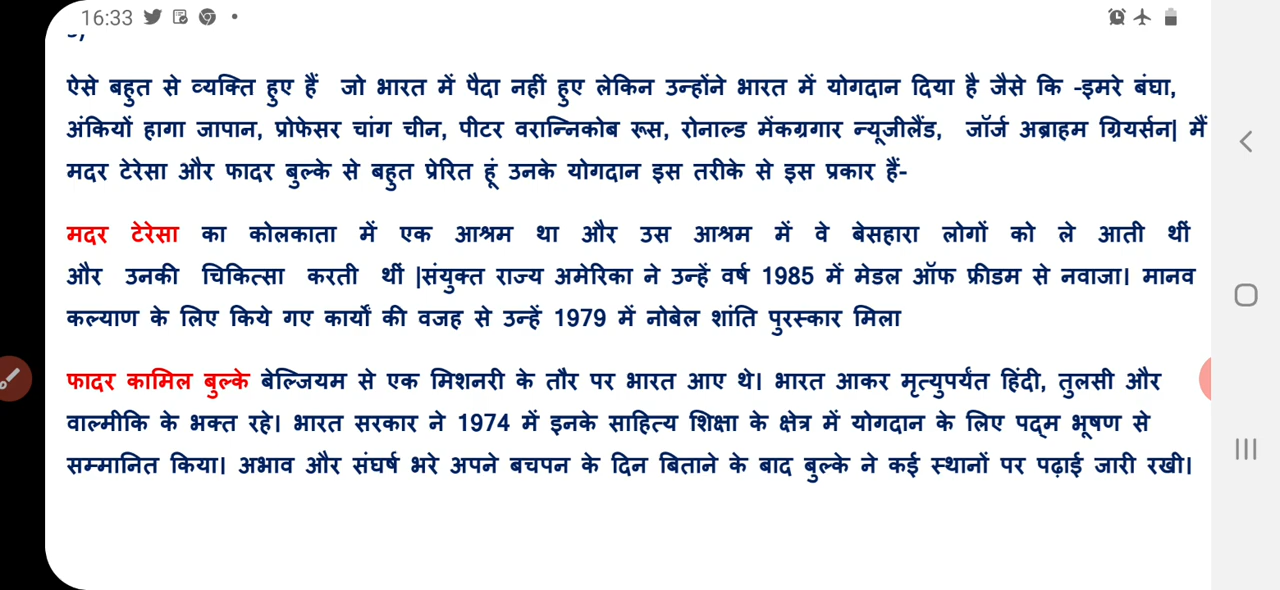 16:33
ऐसे बहुत से व्यक्ति हुए हैं जो भारत में पैदा नहीं हुए लेकिन उन्होंने भारत में योगदान दिया है जैसे कि -इमरे बंघा,
अंकियों हागा जापान, प्रोफेसर चांग चीन, पीटर वरान्निकोब रूस, रोनाल्ड मेंकग्रगार न्यूजीलैंड, जॉर्ज अब्राहम ग्रियर्सन| मैं
मदर टेरेसा और फादर बुल्के से बहुत प्रेरित हूं उनके योगदान इस तरीके से इस प्रकार हैं-
मदर टेरेसा का कोलकाता में एक आश्रम था और उस आश्रम में वे बेसहारा लोगों को ले आती थीं
और उनकी चिकित्सा करती थीं |संयुक्त राज्य अमेरिका ने उन्हें वर्ष 1985 में मेडल ऑफ फ्रीडम से नवाजा। मानव
कल्याण के लिए किये गए कार्यों की वजह से उन्हें 1979 में नोबेल शांति पुरस्कार मिला
फादर कामिल बुल्के बेल्जियम से एक मिशनरी के तौर पर भारत आए थे। भारत आकर मृत्युपर्यंत हिंदी, तुलसी और
वाल्मीकि के भक्त रहे। भारत सरकार ने 1974 में इनके साहित्य शिक्षा के क्षेत्र में योगदान के लिए पद्म भूषण से
सम्मानित किया। अभाव और संघर्ष भरे अपने बचपन के दिन बिताने के बाद बुल्के ने कई स्थानों पर पढ़ाई जारी रखी।